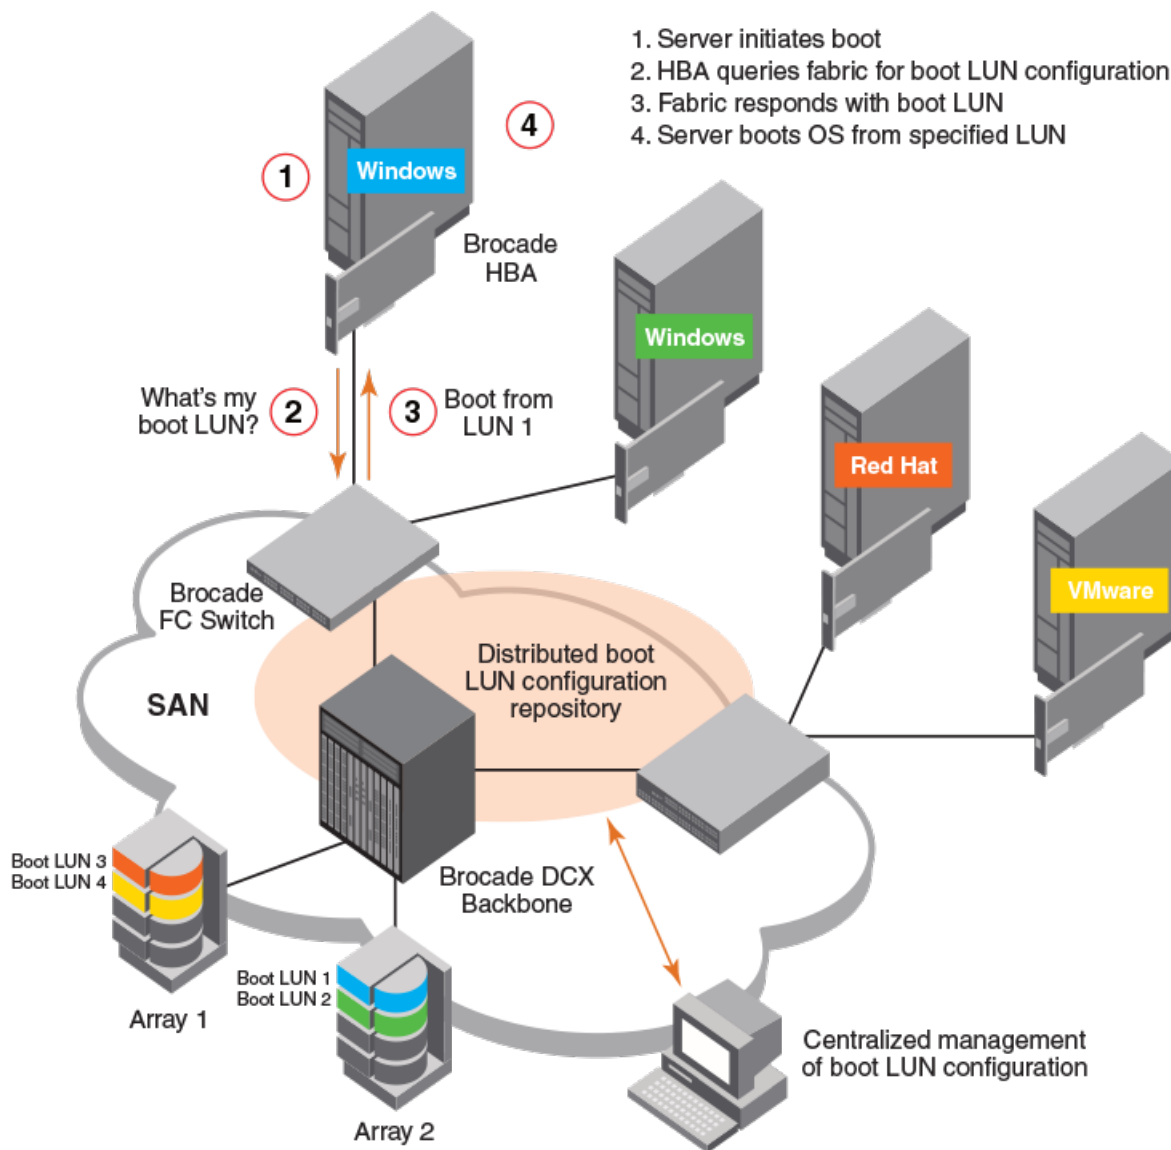 1. Server initiates boot
2. HBA queries fabric for boot LUN configuration
3. Fabric responds with boot LUN
4. Server boots OS from specified LUN
4
1
Windows
Brocade
HBA
Windows
What's my
boot LUN?
2
3
Boot from
LUN 1
Red Hat
VMware
Brocade
FC Switch
Distributed boot
LUN configuration
repository
SAN
Boot LUN 3
Boot LUN 4
Brocade DCX
Backbone
Array 1
Boot LUN 1
Boot LUN 2
Array 2
Centralized management
of boot LUN configuration